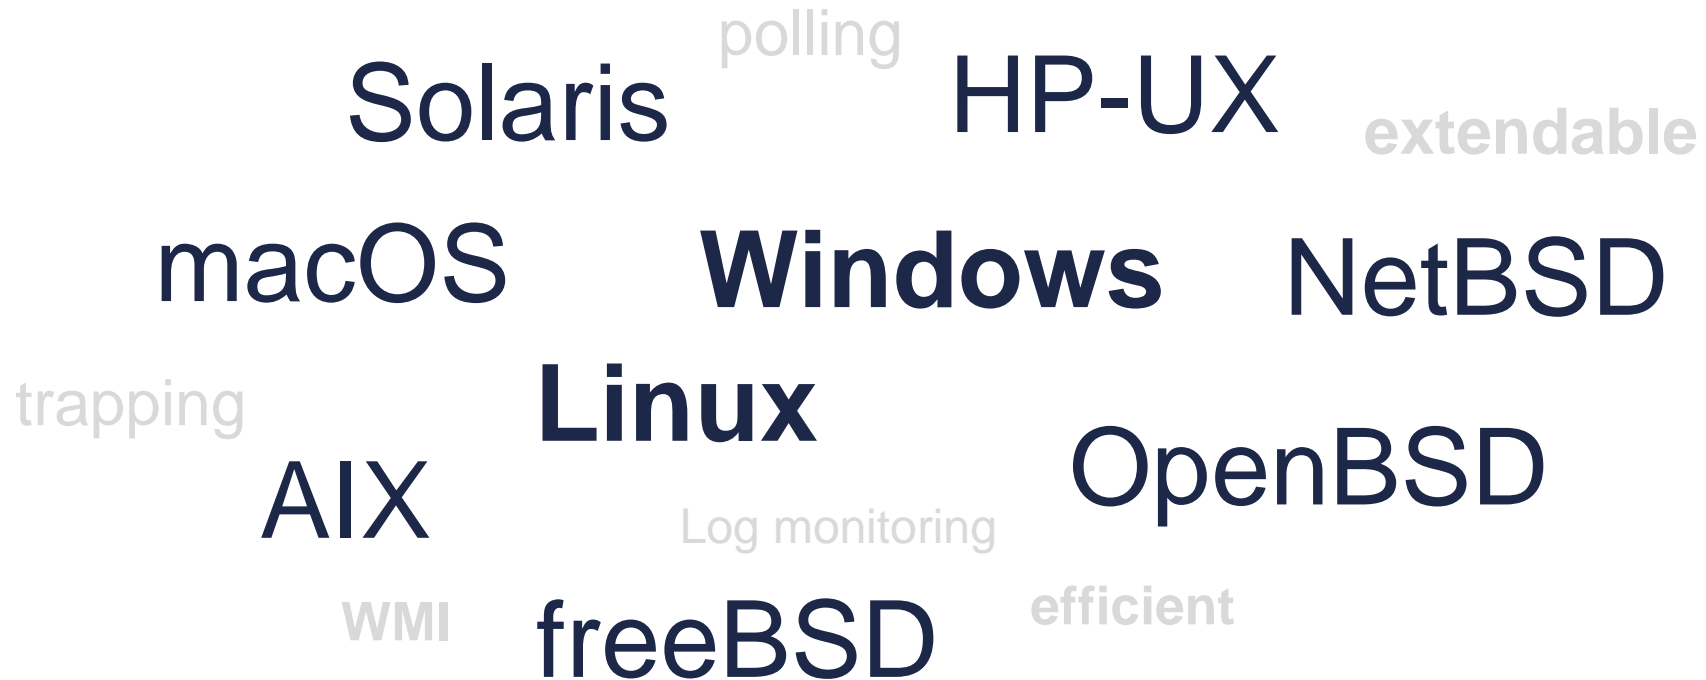 polling
Solaris
HP-UX
extendable
macOS
Windows
NetBSD
Linux
trapping
OpenBSD
AIX
Log monitoring
WMI
freeBSD
efficient